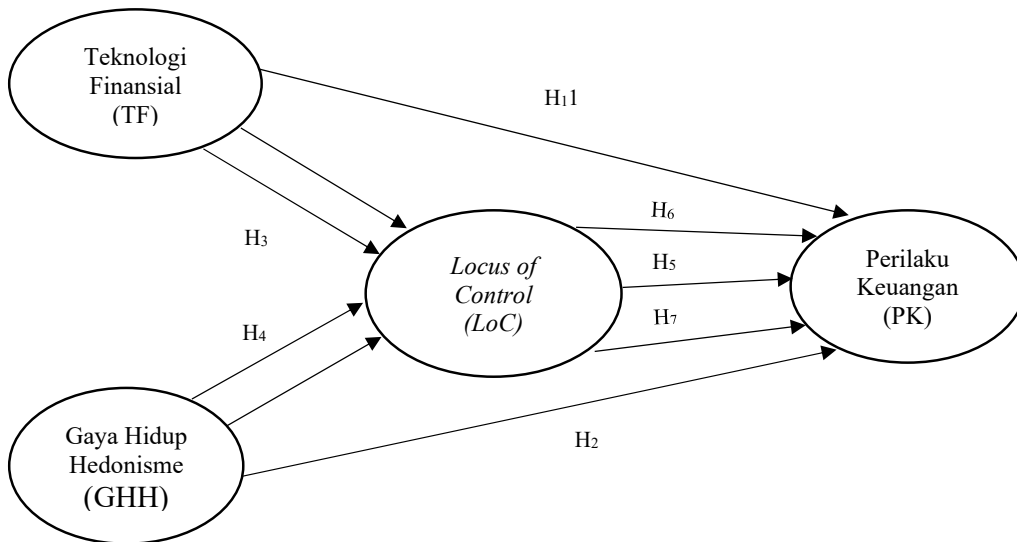 Teknologi
Finansial
(TF)
H₁1
H₃
H₆
Locus of
Control
(LoC)
H₅
Perilaku
Keuangan
(PK)
H₇
H₄
Gaya Hidup
Hedonisme
(GHH)
H₂